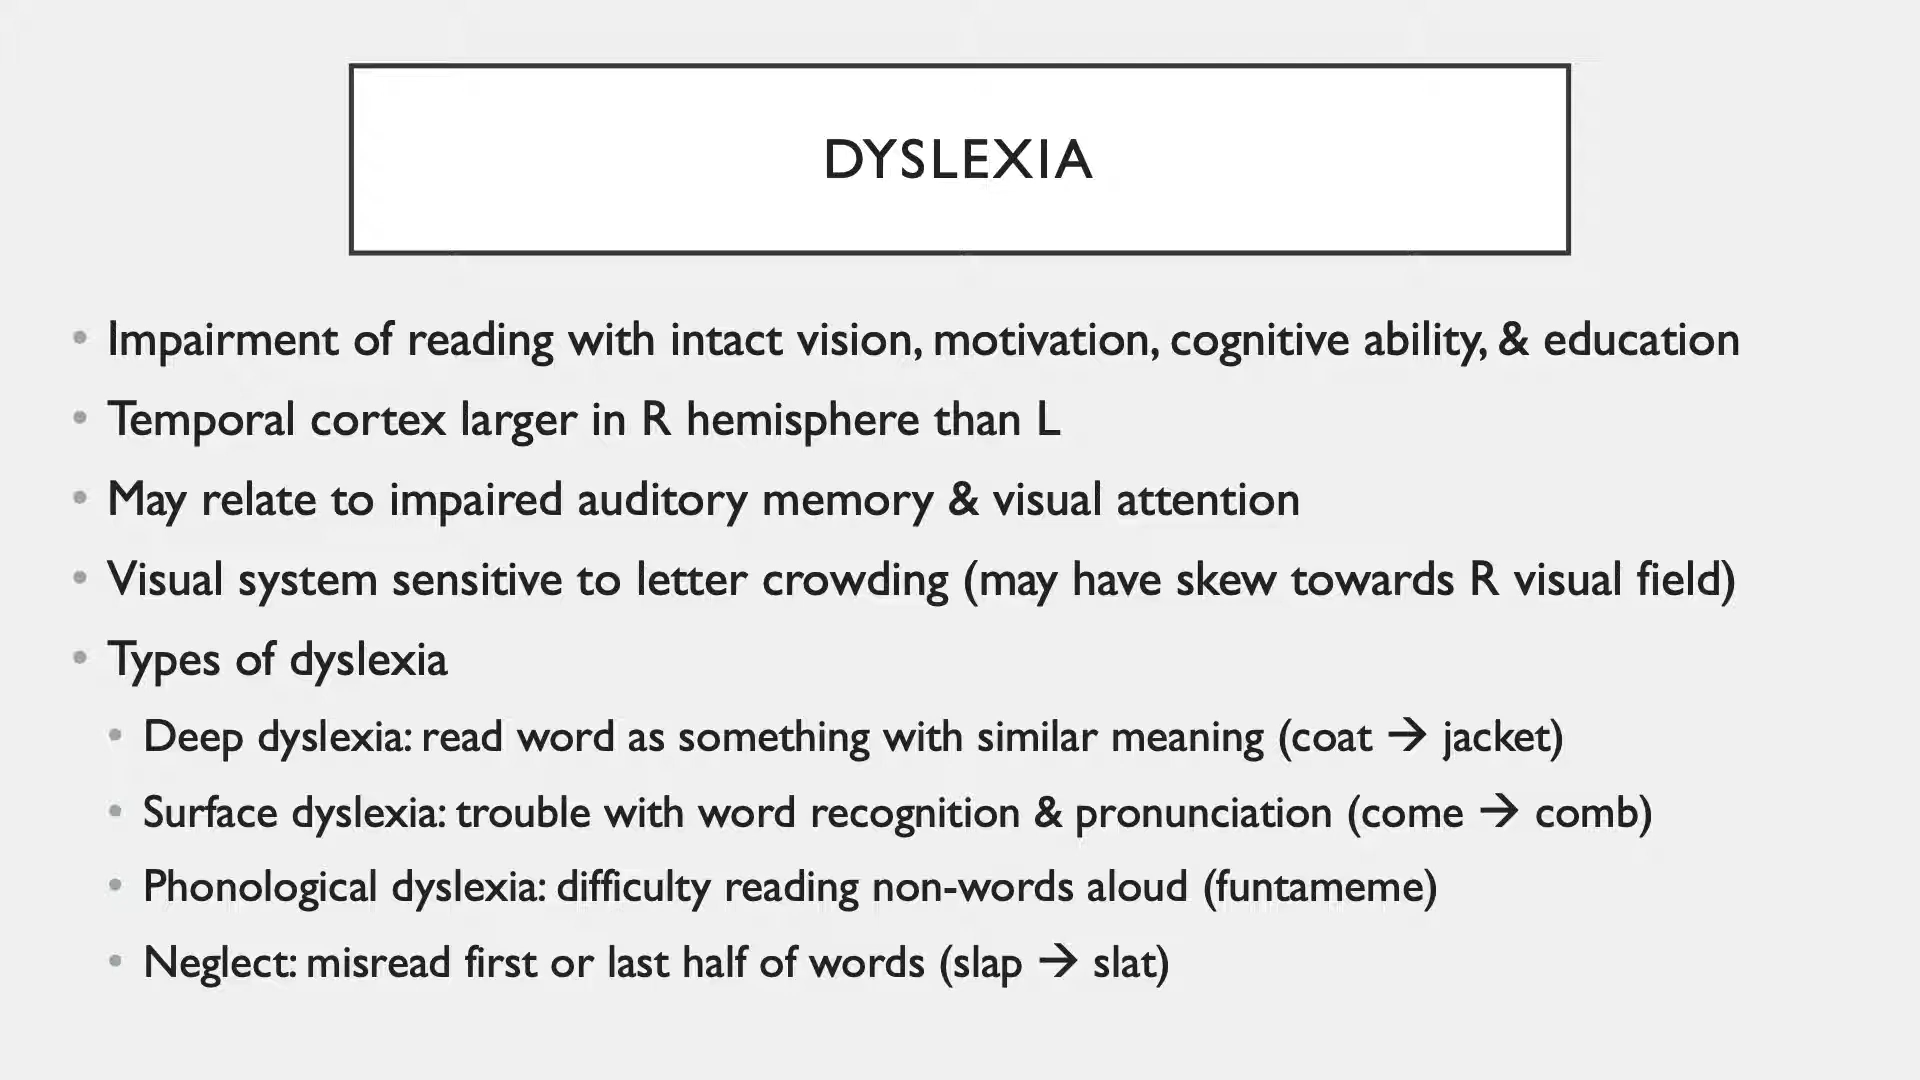 DYSLEXIA
• Impairment of reading with intact vision, motivation, cognitive ability, & education
• Temporal cortex larger in R hemisphere than L
• May relate to impaired auditory memory & visual attention
• Visual system sensitive to letter crowding (may have skew towards R visual field)
• Types of dyslexia
• Deep dyslexia: read word as something with similar meaning (coat → jacket)
• Surface dyslexia: trouble with word recognition & pronunciation (come → comb)
• Phonological dyslexia: difficulty reading non-words aloud (funtameme)
• Neglect: misread first or last half of words (slap → slat)